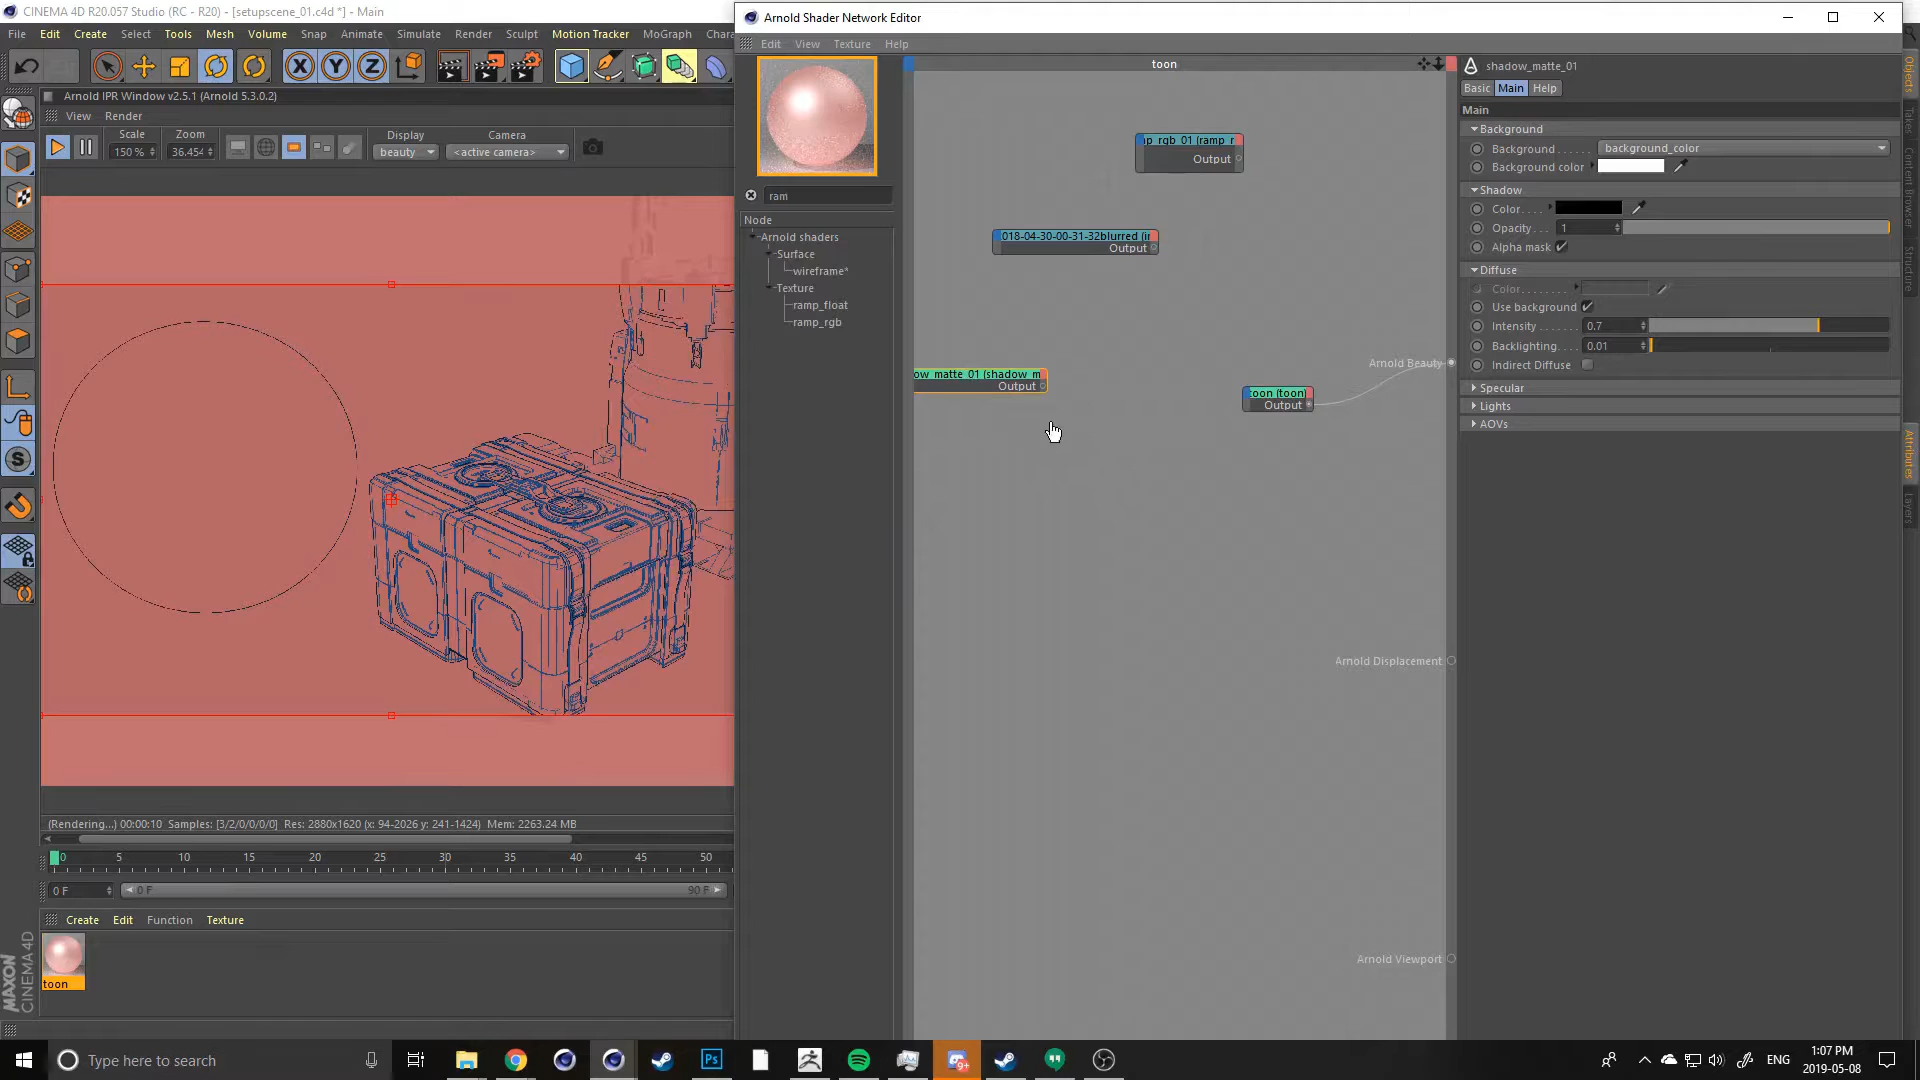 CINEMA 4D R20.057 Studio (RC - R20) - [setupscene_01.c4d *] - Main
File Edit Create Select Tools Mesh Volume Snap Animate Simulate Render Sculpt Motion Tracker MoGraph Chara
Arnold IPR Window v2.5.1 (Arnold 5.3.0.2)
View Render
Scale Zoom Display Camera
150 % 36.454 beauty <active camera>
(Rendering...) 00:00:10 Samples: [3/2/0/0/0/0] Res: 2880x1620 (x: 94-2026 y: 241-1424) Mem: 2263.24 MB
0 5 10 15 20 25 30 35 40 45 50
0 F 0 F 90 F
Create Edit Function Texture
toon
MAXON CINEMA 4D
Arnold Shader Network Editor
Edit View Texture Help
ram
Node
Arnold shaders
Surface
wireframe*
Texture
ramp_float
ramp_rgb
toon
p_rgb_01 (ramp_r
Output
018-04-30-00-31-32blurred (i
Output
ow_matte_01 (shadow_m
Output
toon (toon)
Output
Arnold Beauty
Arnold Displacement
Arnold Viewport
shadow_matte_01
Basic Main Help
Main
Background
Background background_color
Background color
Shadow
Color
Opacity 1
Alpha mask
Diffuse
Color
Use background
Intensity 0.7
Backlighting 0.01
Indirect Diffuse
Specular
Lights
AOVs
Objects
Takes
Content Browser
Structure
Attributes
Layers
Type here to search
9+
ENG
1:07 PM
2019-05-08